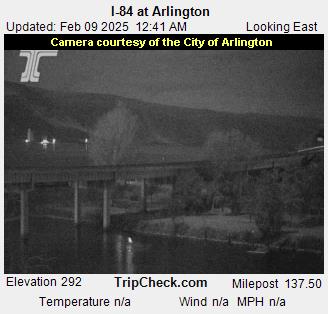 I-84 at Arlington
Updated: Feb 09 2025 12:41 AM Looking East
Camera courtesy of the City of Arlington
Elevation 292 TripCheck.com Milepost 137.50
Temperature n/a Wind n/a MPH n/a